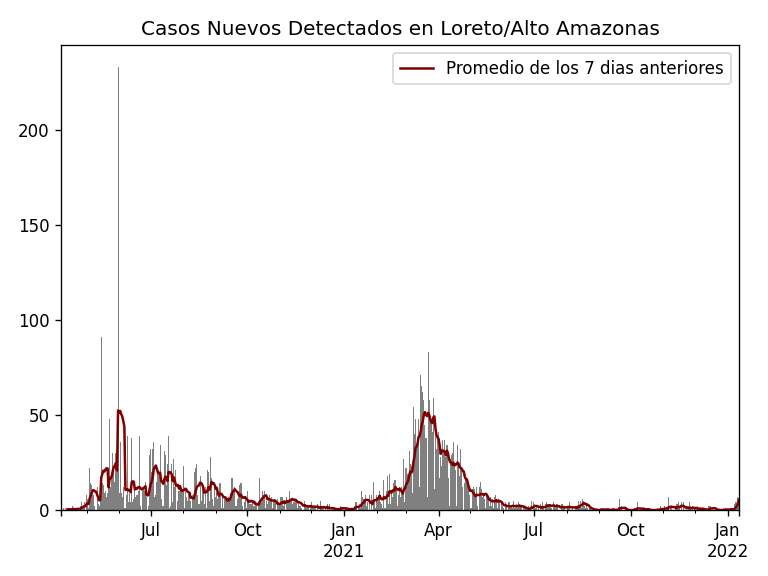 Casos Nuevos Detectados en Loreto/Alto Amazonas
Promedio de los 7 dias anteriores
200
150
100
50
0
Jul Oct Jan Apr Jul Oct Jan
2021 2022